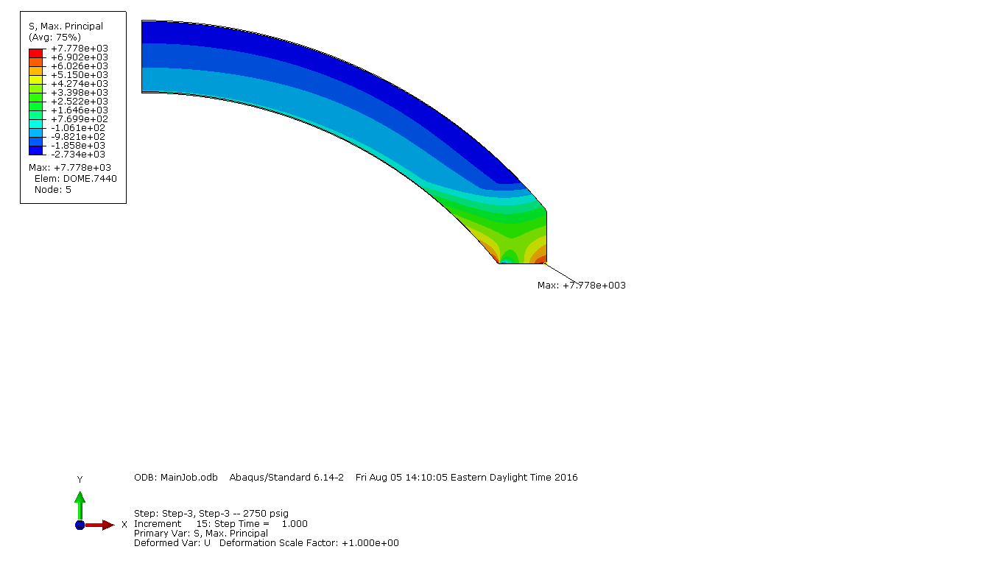 S, Max. Principal
(Avg: 75%)
+7.778e+03
+6.902e+03
+6.026e+03
+5.150e+03
+4.274e+03
+3.398e+03
+2.522e+03
+1.646e+03
+7.699e+02
-1.061e+02
-9.821e+02
-1.858e+03
-2.734e+03
Max: +7.778e+03
Elem: DOME.7440
Node: 5
Max: +7.778e+003
ODB: MainJob.odb    Abaqus/Standard 6.14-2    Fri Aug 05 14:10:05 Eastern Daylight Time 2016
Y
X
Step: Step-3, Step-3 -- 2750 psig
Increment     15: Step Time =    1.000
Primary Var: S, Max. Principal
Deformed Var: U   Deformation Scale Factor: +1.000e+00